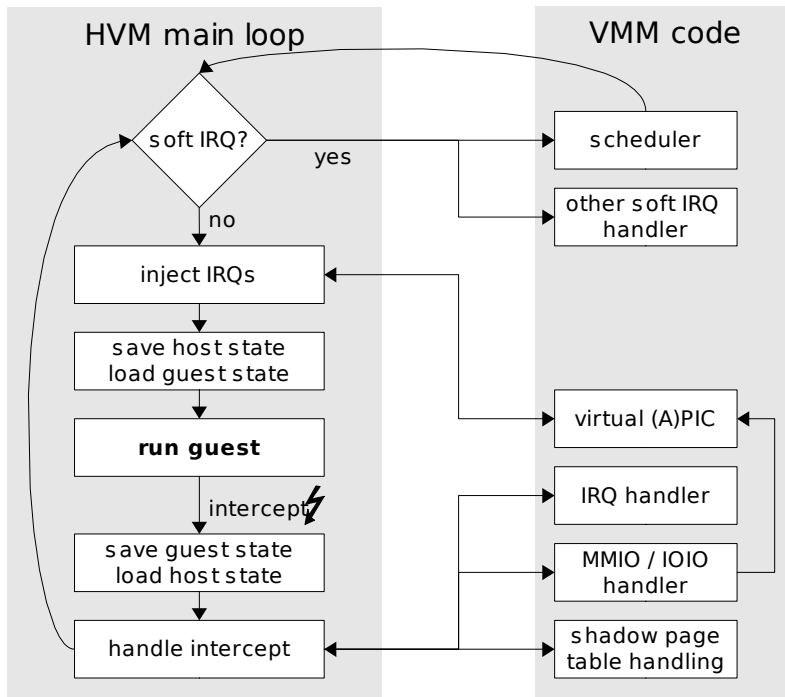 HVM main loop
VMM code
soft IRQ?
yes
no
scheduler
other soft IRQ
handler
inject IRQs
save host state
load guest state
run guest
intercept
save guest state
load host state
handle intercept
virtual (A)PIC
IRQ handler
MMIO / IOIO
handler
shadow page
table handling